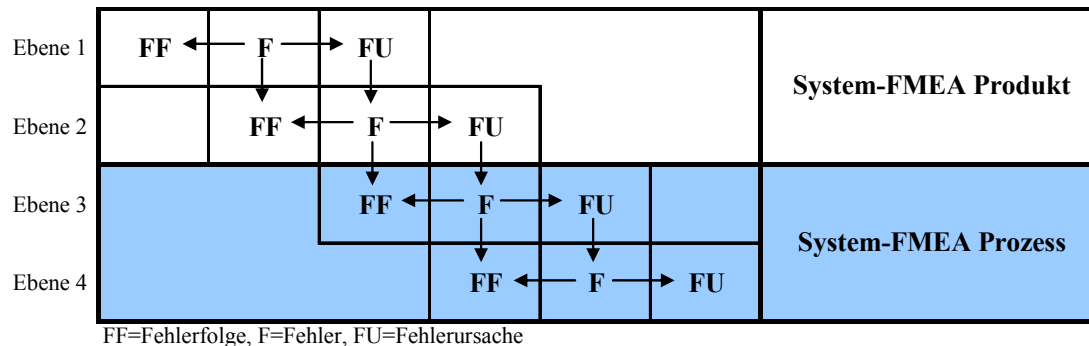 Ebene 1 FF F FU
System-FMEA Produkt
Ebene 2 FF F FU
Ebene 3 FF F FU
System-FMEA Prozess
Ebene 4 FF F FU
FF=Fehlerfolge, F=Fehler, FU=Fehlerursache